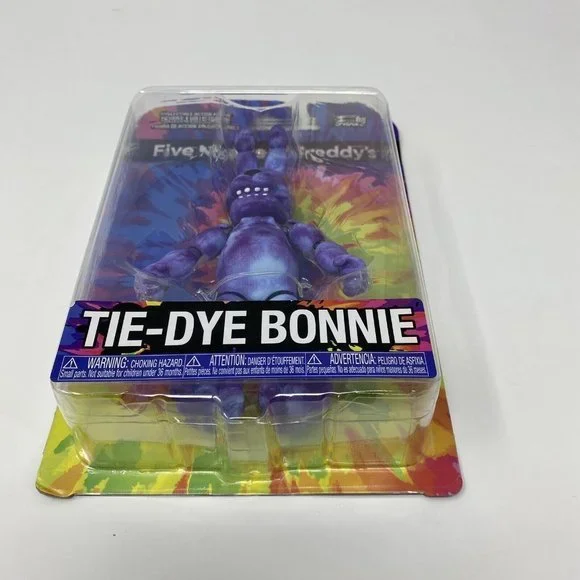 Five Freddy's
TIE-DYE BONNIE
WARNING: CHOKING HAZARD
Small parts. Not suitable for children under 36 months.
ATTENTION: DANGER D'ÉTOUFFEMENT
Petites pièces. Ne convient pas aux enfants de moins de 36 mois.
ADVERTENCIA: PELIGRO DE ASFIXIA
Partes pequeñas. No es adecuado para niños menores de 36 meses.